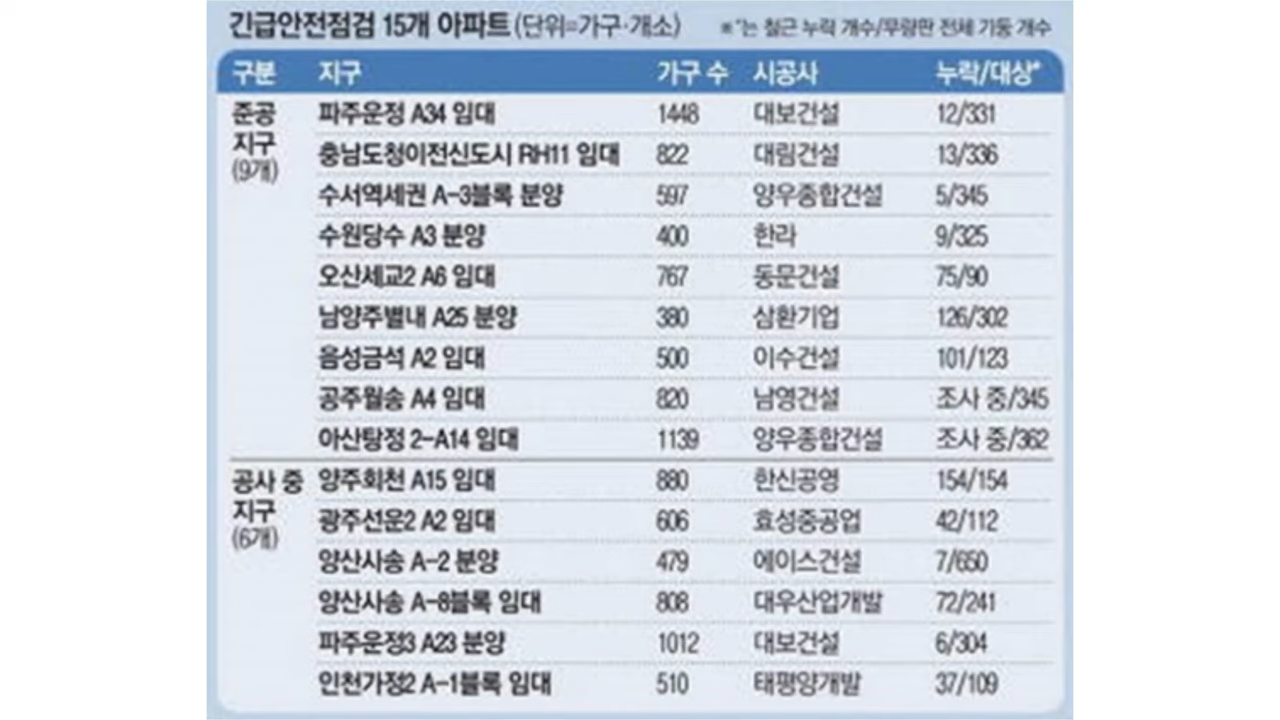 긴급안전점검 15개 아파트 (단위=가구·개소) ※ *는 철근 누락 개수/무량판 전체 기둥 개수
구분 지구 가구 수 시공사 누락/대상*
준공 지구 (9개) 파주운정 A34 임대 1448 대보건설 12/331
충남도청이전신도시 RH11 임대 822 대림건설 13/336
수서역세권 A-3블록 분양 597 양우종합건설 5/345
수원당수 A3 분양 400 한라 9/325
오산세교2 A6 임대 767 동문건설 75/90
남양주별내 A25 분양 380 삼환기업 126/302
음성금석 A2 임대 500 이수건설 101/123
공주월송 A4 임대 820 남영건설 조사 중/345
아산탕정 2-A14 임대 1139 양우종합건설 조사 중/362
공사 중 지구 (6개) 양주회천 A15 임대 880 한신공영 154/154
광주선운2 A2 임대 606 효성중공업 42/112
양산사송 A-2 분양 479 에이스건설 7/650
양산사송 A-8블록 임대 808 대우산업개발 72/241
파주운정3 A23 분양 1012 대보건설 6/304
인천가정2 A-1블록 임대 510 태평양개발 37/109